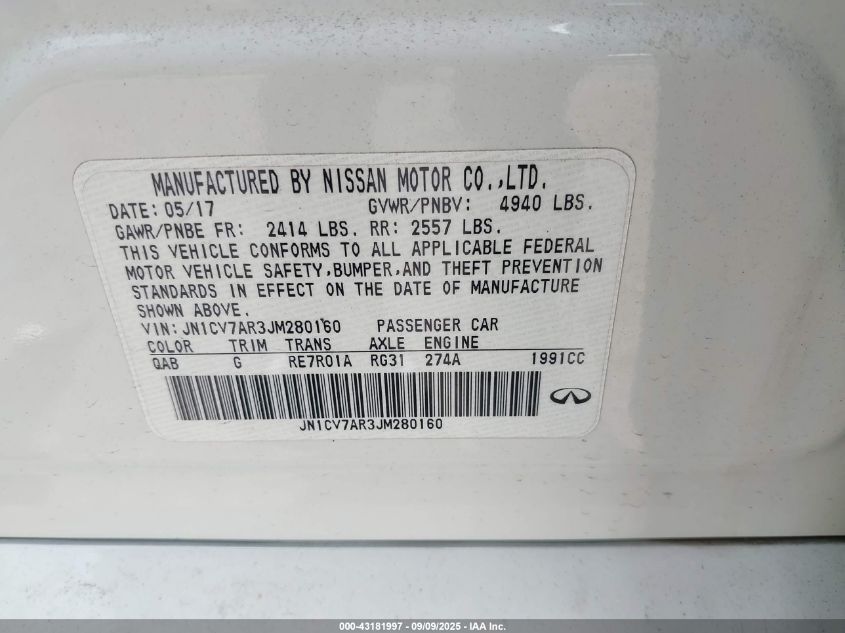 MANUFACTURED BY NISSAN MOTOR CO.,LTD.
DATE: 05/17 GVWR/PNBV: 4940 LBS.
GAWR/PNBE FR: 2414 LBS. RR: 2557 LBS.
THIS VEHICLE CONFORMS TO ALL APPLICABLE FEDERAL
MOTOR VEHICLE SAFETY,BUMPER,AND THEFT PREVENTION
STANDARDS IN EFFECT ON THE DATE OF MANUFACTURE
SHOWN ABOVE.
VIN: JN1CV7AR3JM280160 PASSENGER CAR
COLOR TRIM TRANS AXLE ENGINE
QAB G RE7R01A RG31 274A 1991CC
JN1CV7AR3JM280160
000-43181997 - 09/09/2025 - IAA Inc.